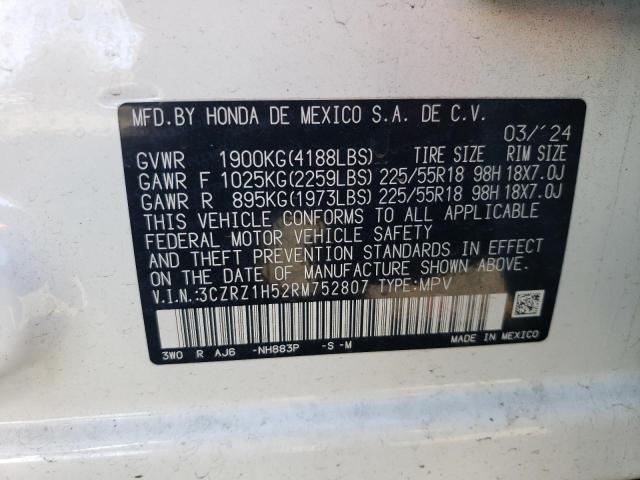 MFD.BY HONDA DE MEXICO S.A. DE C.V.
03/´24
GVWR 1900KG(4188LBS) TIRE SIZE RIM SIZE
GAWR F 1025KG(2259LBS) 225/55R18 98H 18X7.0J
GAWR R 895KG(1973LBS) 225/55R18 98H 18X7.0J
THIS VEHICLE CONFORMS TO ALL APPLICABLE
FEDERAL MOTOR VEHICLE SAFETY
AND THEFT PREVENTION STANDARDS IN EFFECT
ON THE DATE OF MANUFACTURE SHOWN ABOVE.
V.I.N.:3CZRZ1H52RM752807 TYPE:MPV
3W0 R AJ6 -NH883P -S -M MADE IN MEXICO